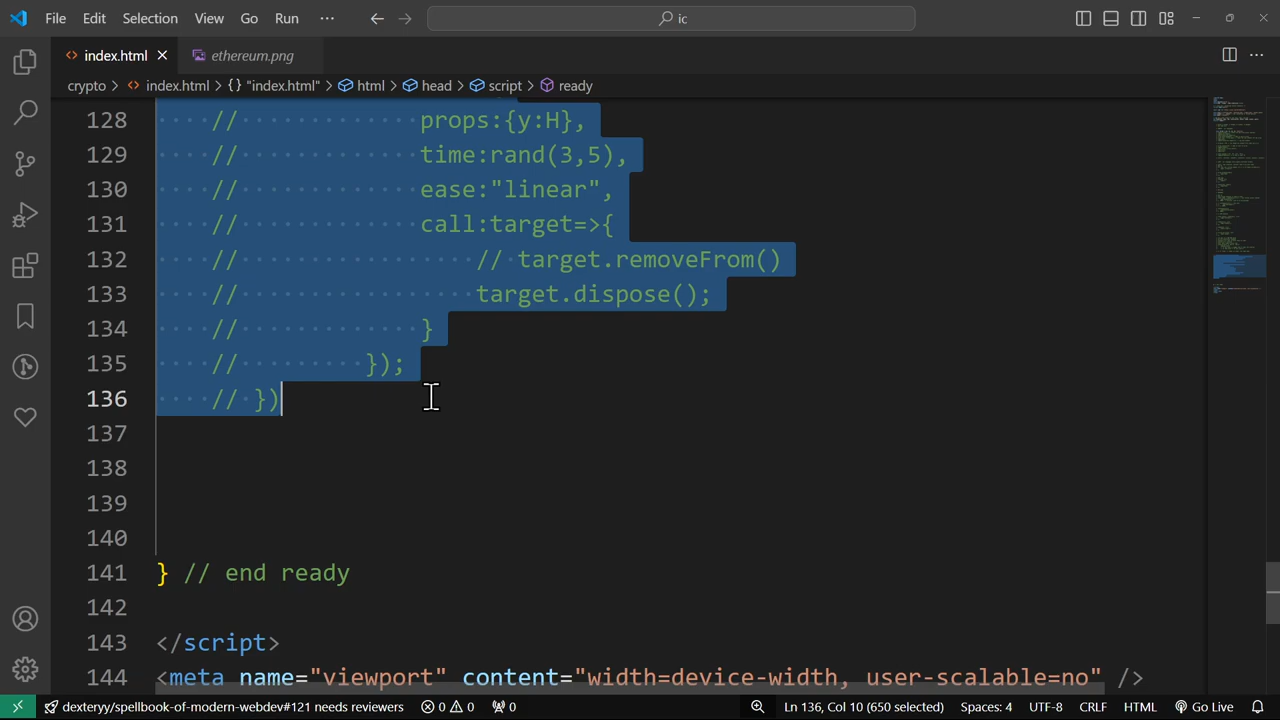 File Edit Selection View Go Run ··· ic
index.html ethereum.png
crypto > index.html > {} "index.html" > html > head > script > ready
128 // props:{y:H},
129 // time:rand(3,5),
130 // ease:"linear",
131 // call:target=>{
132 // // target.removeFrom()
133 // target.dispose();
134 // }
135 // });
136 // })
137
138
139
140
141 } // end ready
142
143 </script>
144 <meta name="viewport" content="width=device-width, user-scalable=no" />
dexteryy/spellbook-of-modern-webdev#121 needs reviewers 0 0 0 Ln 136, Col 10 (650 selected) Spaces: 4 UTF-8 CRLF HTML Go Live